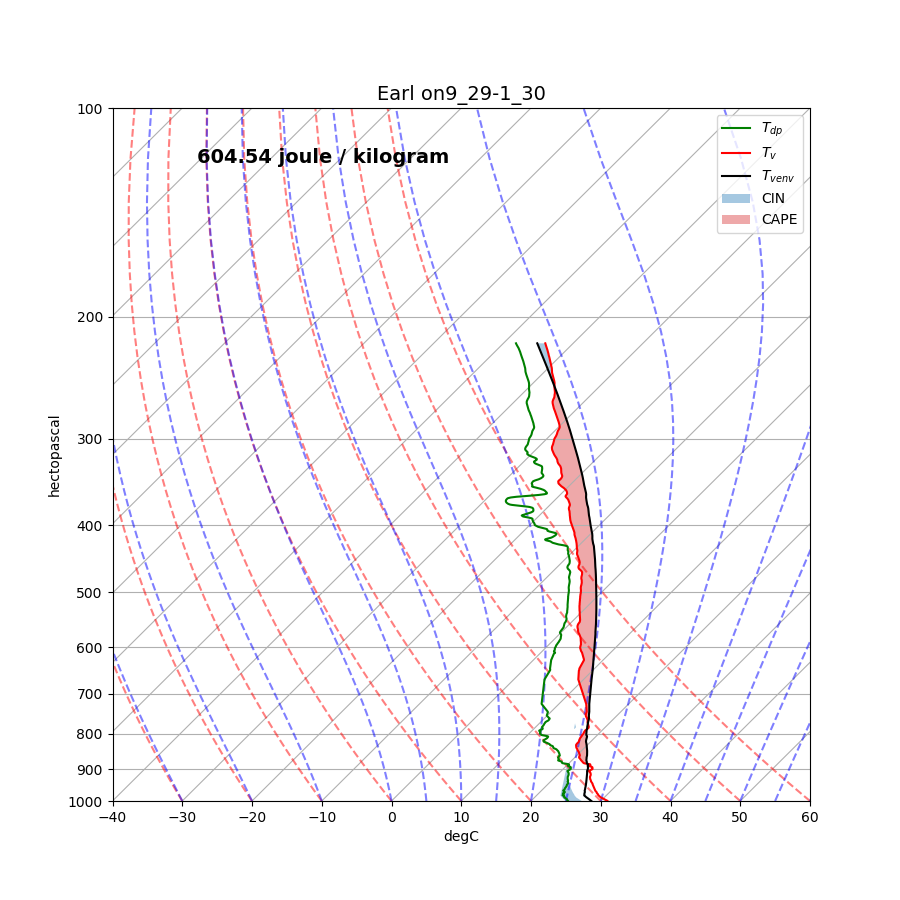 Earl on9_29-1_30
604.54 joule / kilogram
T_dp
T_v
T_venv
CIN
CAPE
100
200
300
400
500
600
700
800
900
1000
hectopascal
−40 −30 −20 −10 0 10 20 30 40 50 60
degC